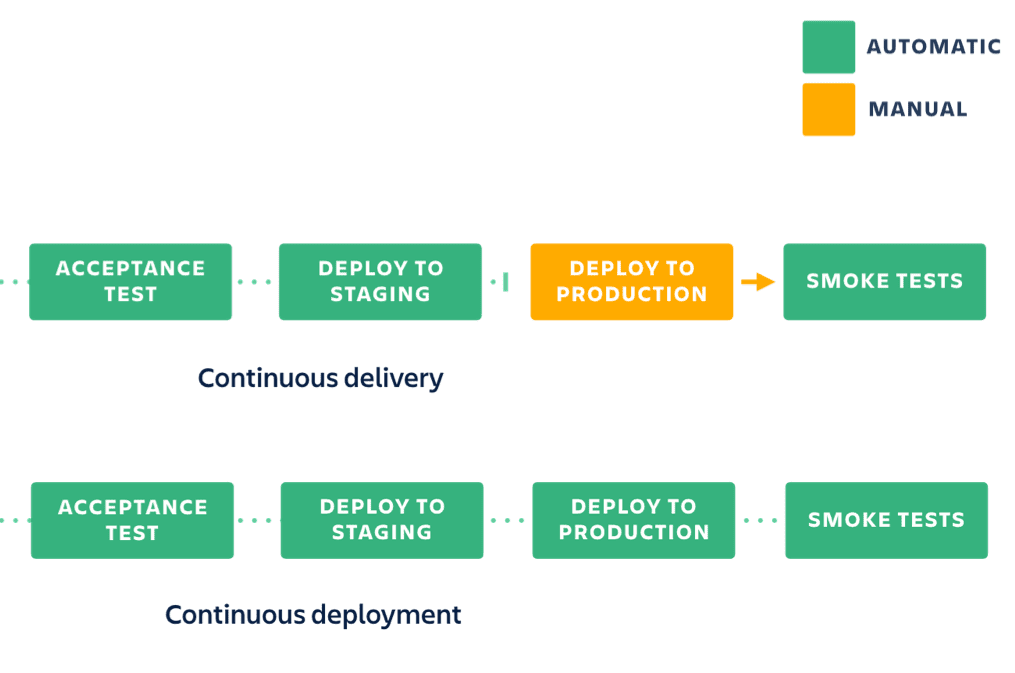 AUTOMATIC
MANUAL
ACCEPTANCE
TEST
DEPLOY TO
STAGING
DEPLOY TO
PRODUCTION
SMOKE TESTS
Continuous delivery
ACCEPTANCE
TEST
DEPLOY TO
STAGING
DEPLOY TO
PRODUCTION
SMOKE TESTS
Continuous deployment